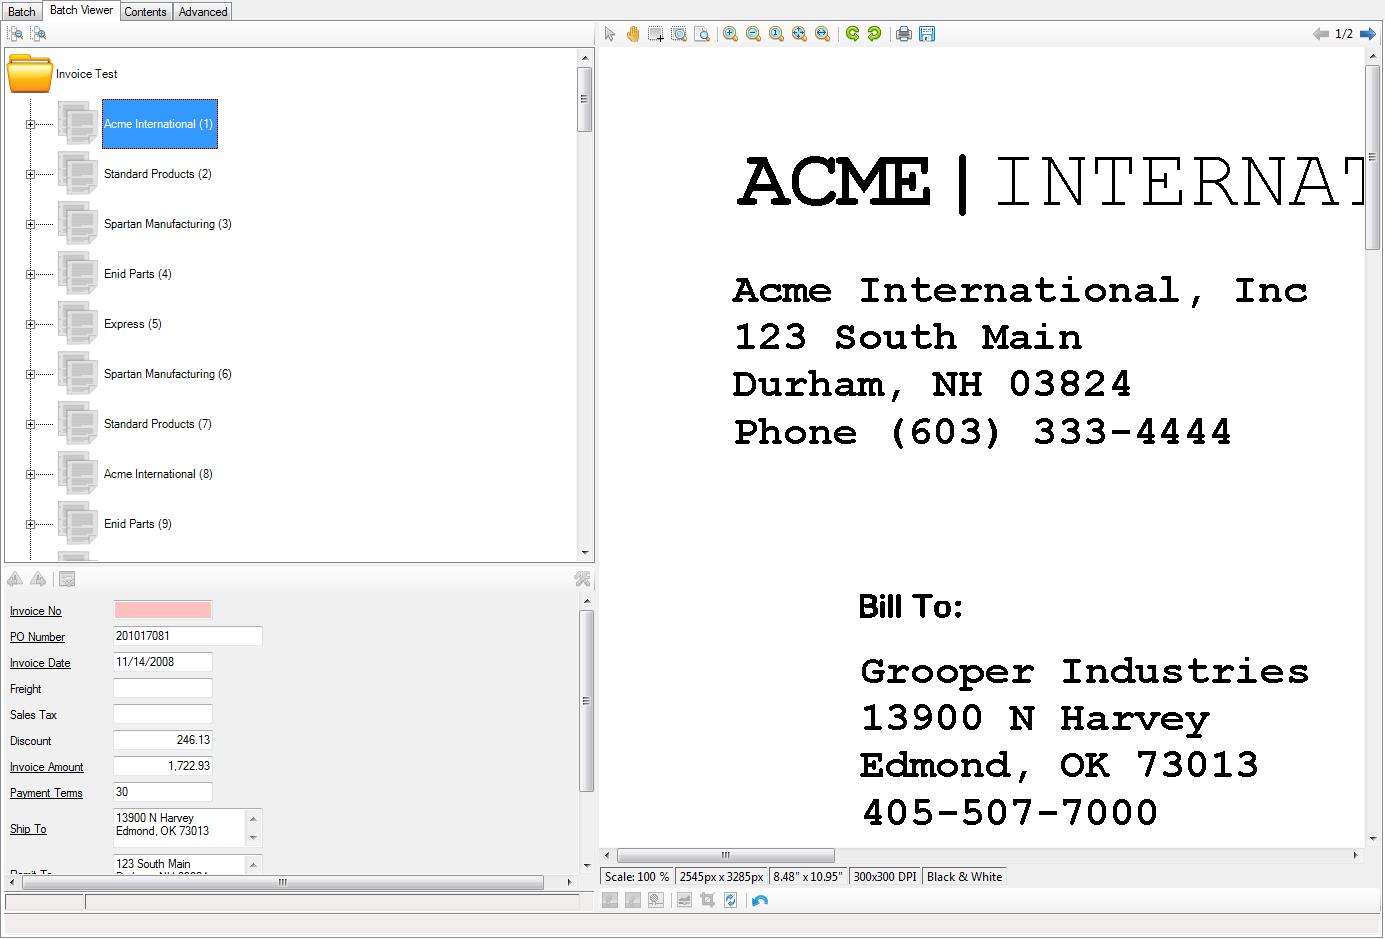 Batch
Batch Viewer
Contents
Advanced
1/2
Invoice Test
Acme International (1)
Standard Products (2)
Spartan Manufacturing (3)
Enid Parts (4)
Express (5)
Spartan Manufacturing (6)
Standard Products (7)
Acme International (8)
Enid Parts (9)
Invoice No
PO Number 201017081
Invoice Date 11/14/2008
Freight
Sales Tax
Discount 246.13
Invoice Amount 1,722.93
Payment Terms 30
Ship To
13900 N Harvey
Edmond, OK 73013
123 South Main
ACME | INTERNAT
Acme International, Inc
123 South Main
Durham, NH 03824
Phone (603) 333-4444
Bill To:
Grooper Industries
13900 N Harvey
Edmond, OK 73013
405-507-7000
Scale: 100 % 2545px x 3285px 8.48" x 10.95" 300x300 DPI Black & White